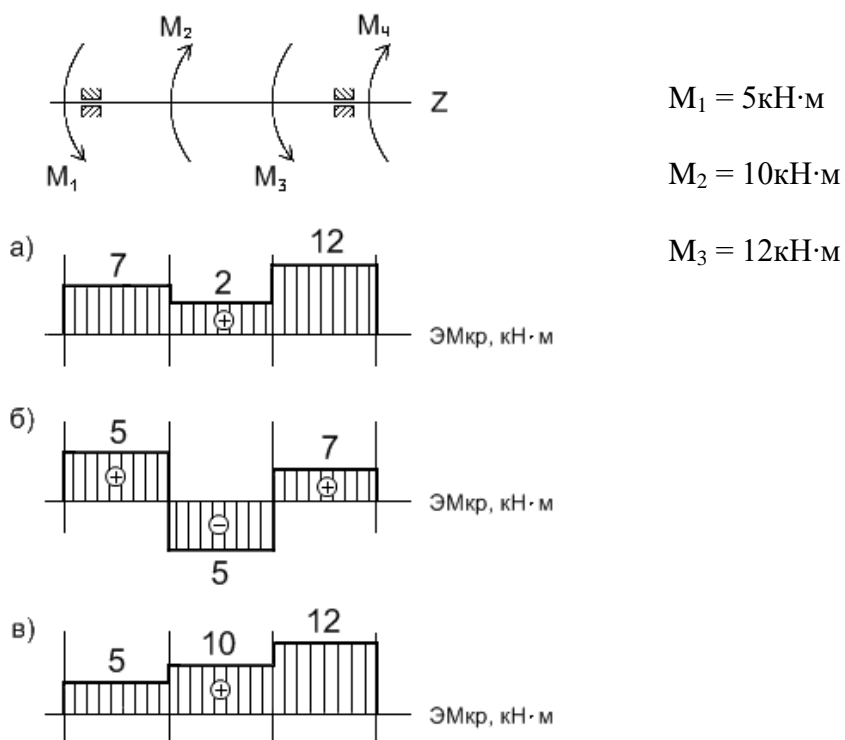 M₂ M₄
Z
M₁ M₃
M₁ = 5кН·м
M₂ = 10кН·м
M₃ = 12кН·м
а)
7 2 12
ЭМкр, кН·м
б)
5 7
5
ЭМкр, кН·м
в)
5 10 12
ЭМкр, кН·м